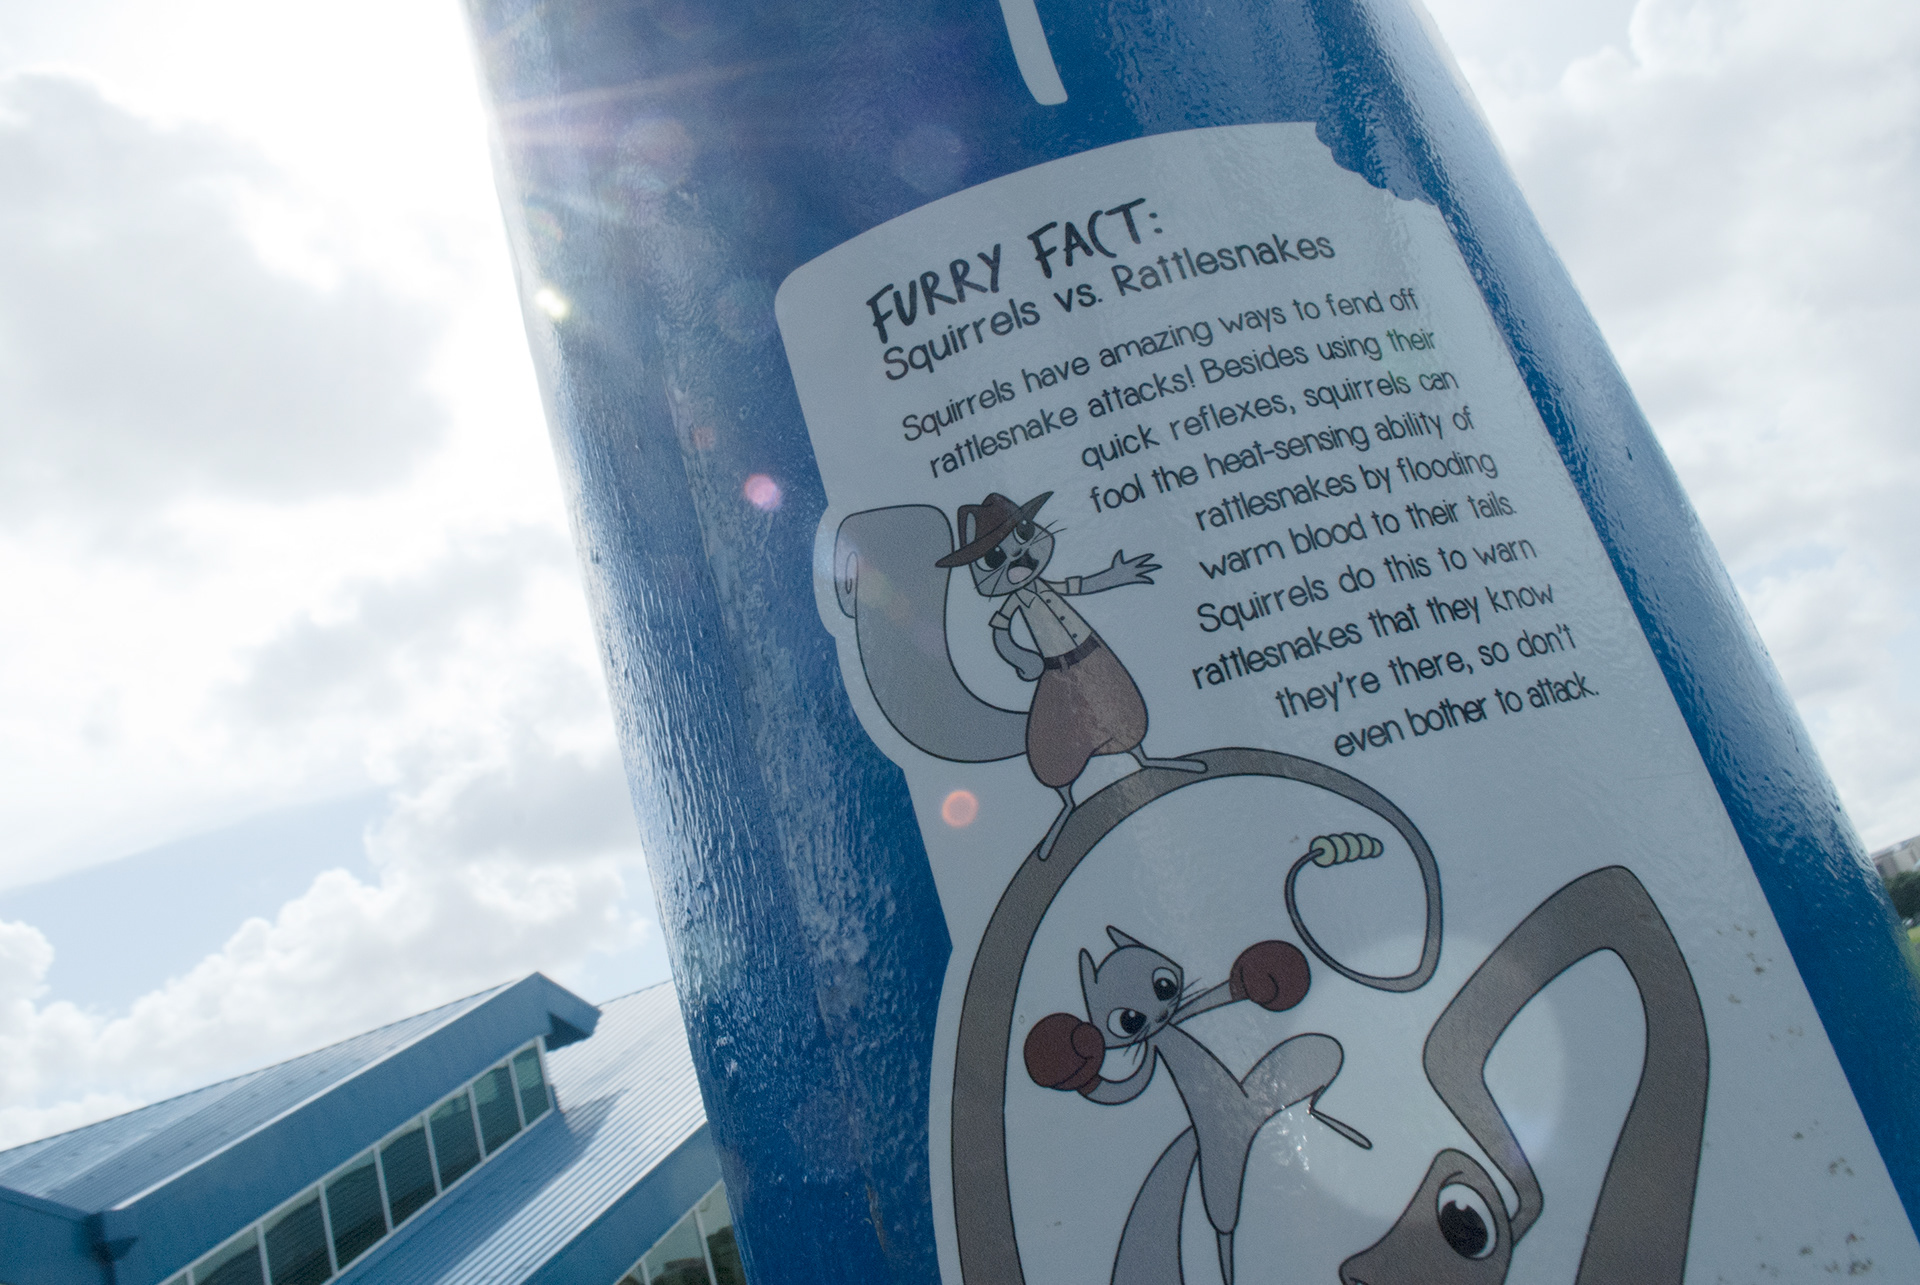 FURRY FACT:
Squirrels vs. Rattlesnakes
Squirrels have amazing ways to fend off
rattlesnake attacks! Besides using their
quick reflexes, squirrels can
fool the heat-sensing ability of
rattlesnakes by flooding
warm blood to their tails.
Squirrels do this to warn
rattlesnakes that they know
they're there, so don't
even bother to attack.